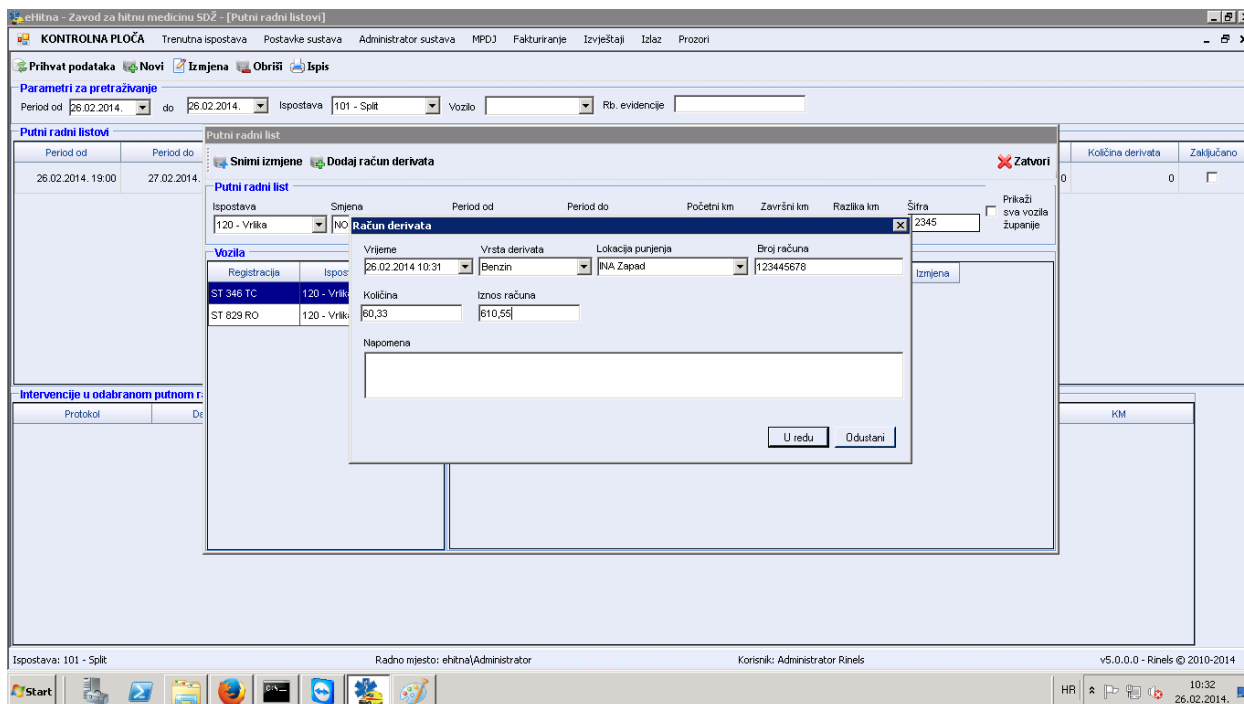 eHitna - Zavod za hitnu medicinu SDŽ - [Putni radni listovi]
KONTROLNA PLOČA Trenutna ispostava Postavke sustava Administrator sustava MPDJ Fakturiranje Izvještaji Izlaz Prozori
Prihvat podataka Novi Izmjena Obriši Ispis
Parametri za pretraživanje
Period od 26.02.2014. do 26.02.2014. Ispostava 101 - Split Vozilo Rb. evidencije
Putni radni listovi
Period od Period do Količina derivata Zaključano
26.02.2014. 19:00 27.02.2014. 0 0
Putni radni list
Snimi izmjene Dodaj račun derivata Zatvori
Putni radni list
Ispostava Smjena Period od Period do Početni km Završni km Razlika km Šifra Prikaži sva vozila županije
120 - Vrlika NO 2345
Vozila
Registracija Ispos Izmjena
ST 346 TC 120 - Vrlik
ST 829 RO 120 - Vrlik
Račun derivata
Vrijeme Vrsta derivata Lokacija punjenja Broj računa
26.02.2014 10:31 Benzin INA Zapad 123445678
Količina Iznos računa
60,33 610,55
Napomena
U redu Odustani
Intervencije u odabranom putnom r
Protokol Da KM
Ispostava: 101 - Split Radno mjesto: ehitna\Administrator Korisnik: Administrator Rinels v5.0.0.0 - Rinels © 2010-2014
Start HR 10:32
26.02.2014.